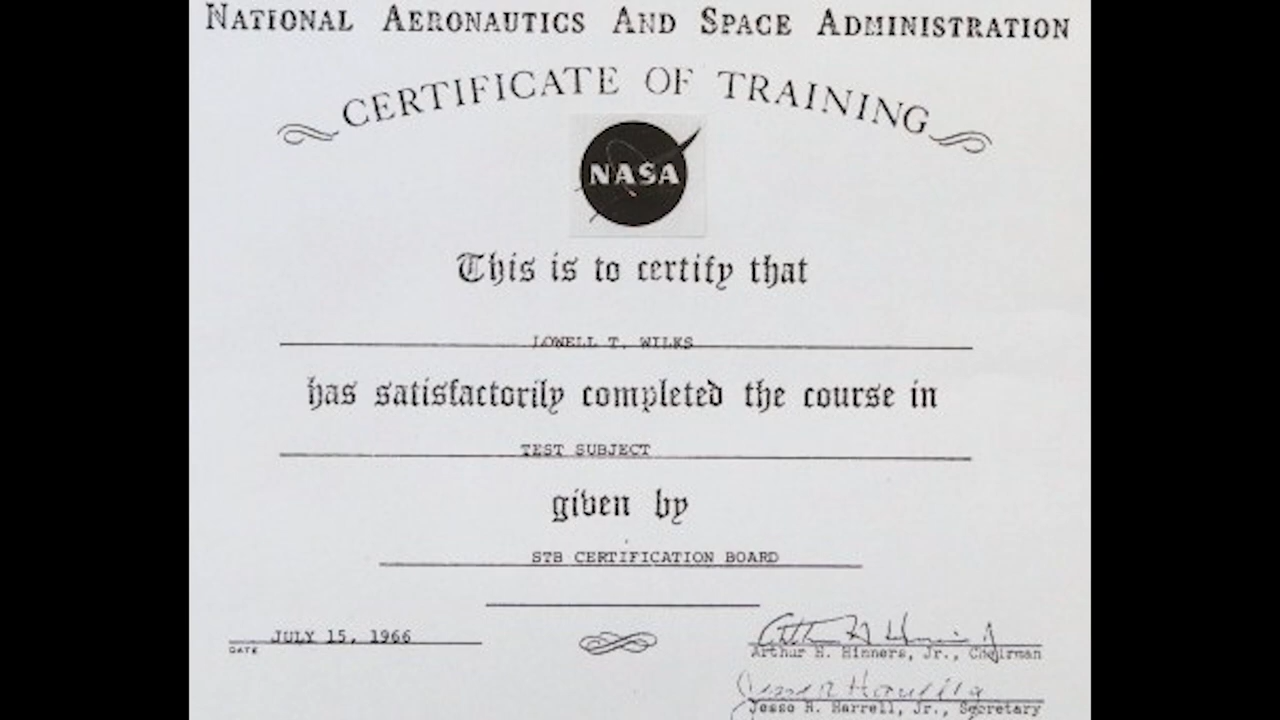 NATIONAL AERONAUTICS AND SPACE ADMINISTRATION
CERTIFICATE OF TRAINING
NASA
This is to certify that
LOWELL T. WILKS
has satisfactorily completed the course in
TEST SUBJECT
given by
STB CERTIFICATION BOARD
JULY 15, 1966
DATE
Arthur H. Hinners, Jr., Chairman
Jesse R. Harrell, Jr., Secretary